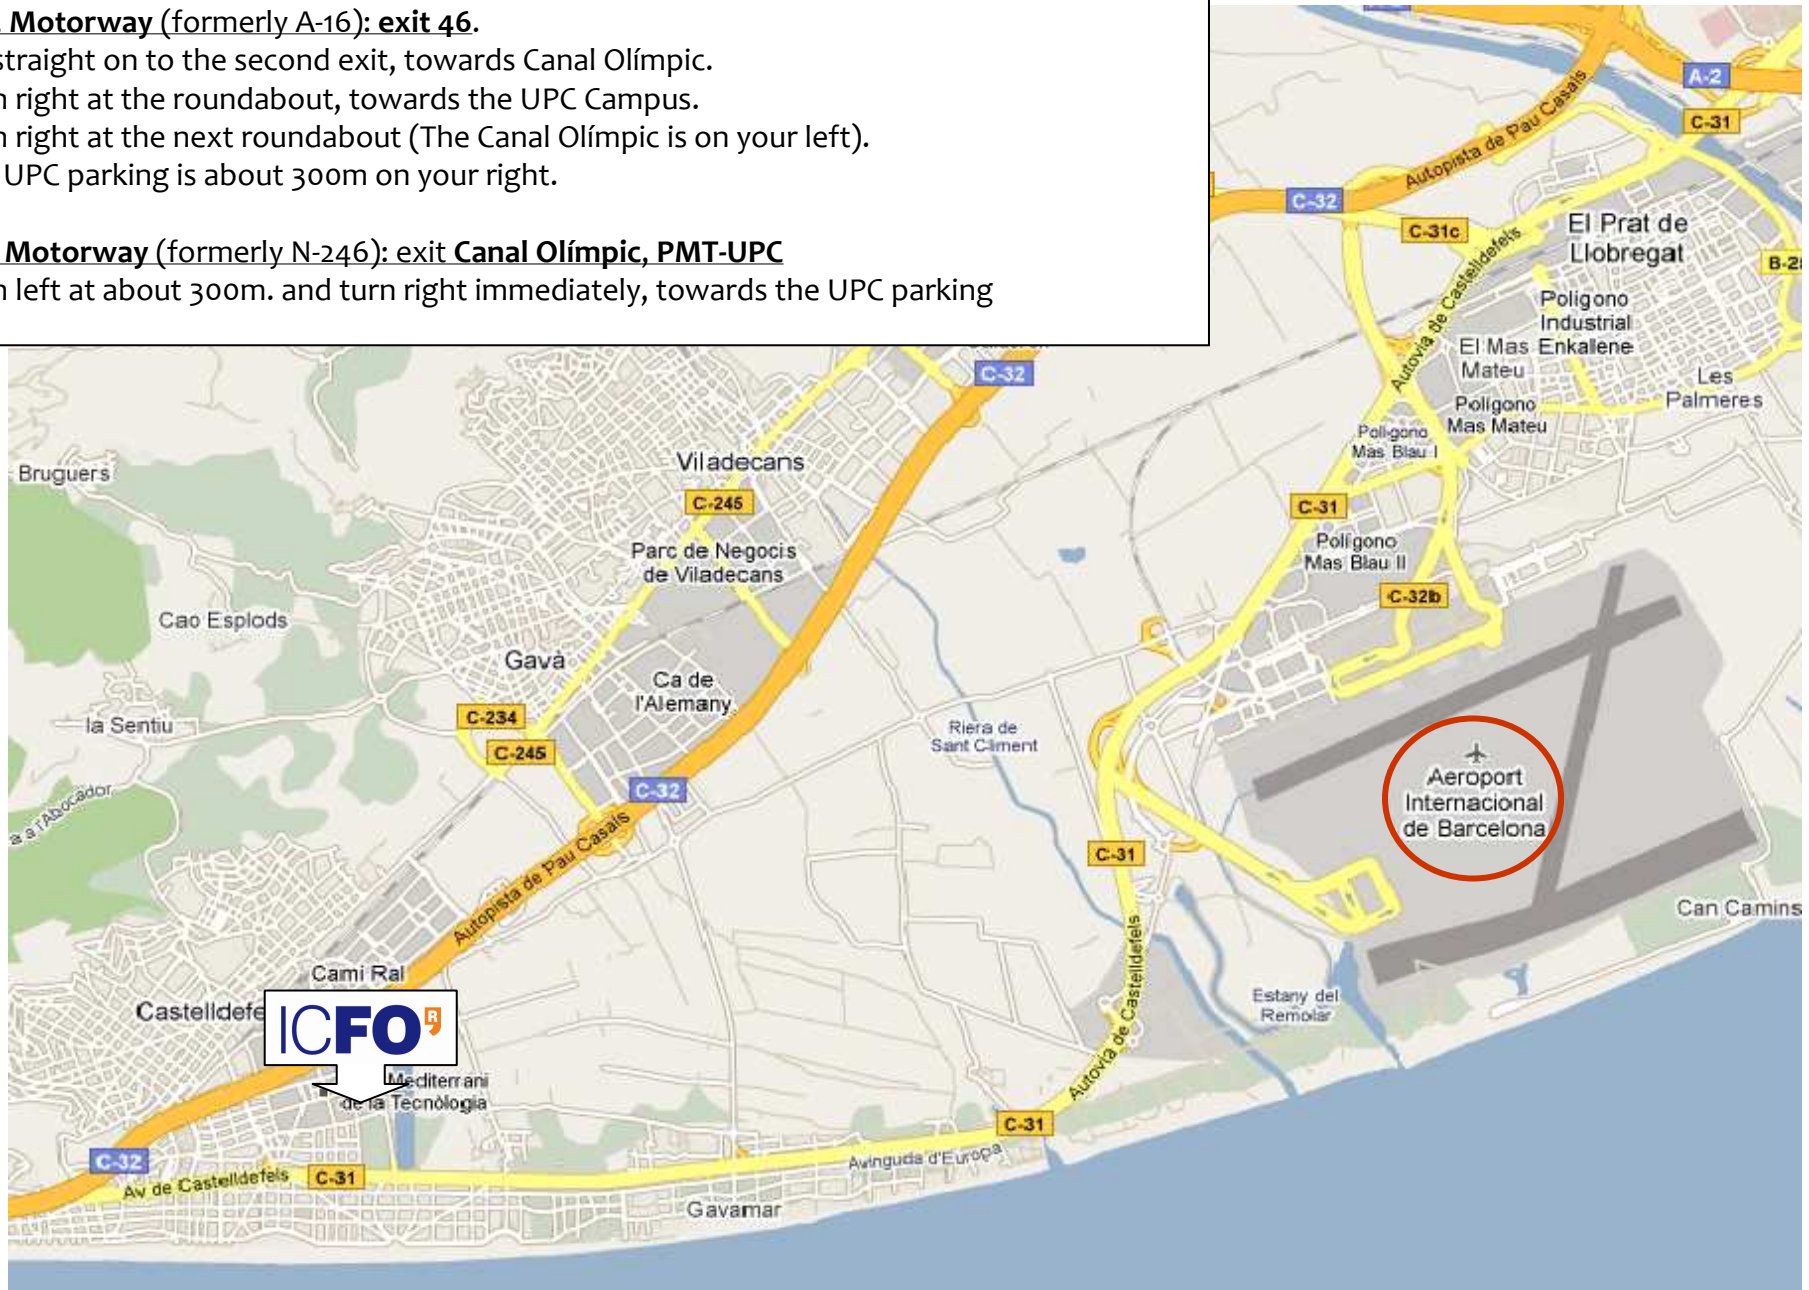 Motorway (formerly A-16): exit 46.
straight on to the second exit, towards Canal Olímpic.
right at the roundabout, towards the UPC Campus.
right at the next roundabout (The Canal Olímpic is on your left).
UPC parking is about 300m on your right.
Motorway (formerly N-246): exit Canal Olímpic, PMT-UPC
left at about 300m. and turn right immediately, towards the UPC parking
A-2
C-31
Autopista de Pau Casals
C-32
C-31c
El Prat de
Llobregat
Autovia de Castelldefels
Poligono
Industrial
Enkalene
El Mas
Mateu
Les
Palmeres
Polígono
Mas Mateu
Polígono
Mas Blau I
C-32
Viladecans
Bruguers
C-245
C-31
Parc de Negocis
de Viladecans
Polígono
Mas Blau II
C-32b
Cao Esplods
Gavà
Ca de
l'Alemany
la Sentiu
C-234
C-245
Riera de
Sant Climent
C-32
Aeroport
Internacional
de Barcelona
a l'Abocador
Autopista de Pau Casals
C-31
Can Camins
Autovia de Castelldefels
Camí Ral
Castelldefe
ICFO R
Estany del
Remolar
Mediterrani
de la Tecnòlogia
C-31
C-32
Av de Castelldefels
C-31
Avinguda d'Europa
Gavamar